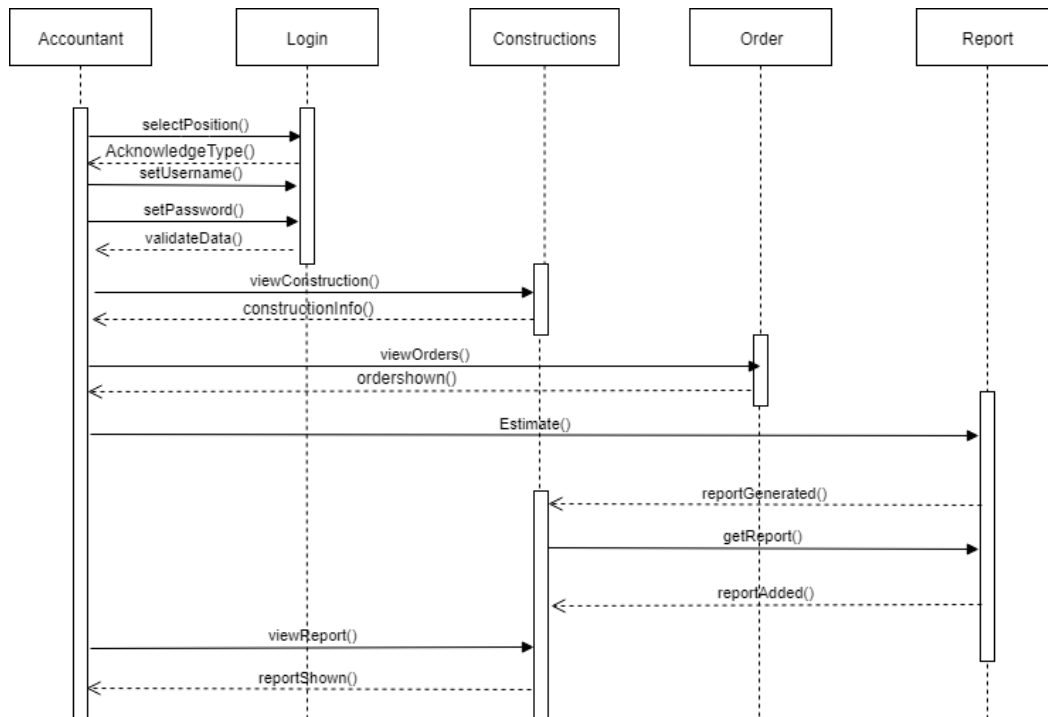 Accountant
Login
Constructions
Order
Report
selectPosition()
AcknowledgeType()
setUsername()
setPassword()
validateData()
viewConstruction()
constructionInfo()
viewOrders()
ordershown()
Estimate()
reportGenerated()
getReport()
reportAdded()
viewReport()
reportShown()